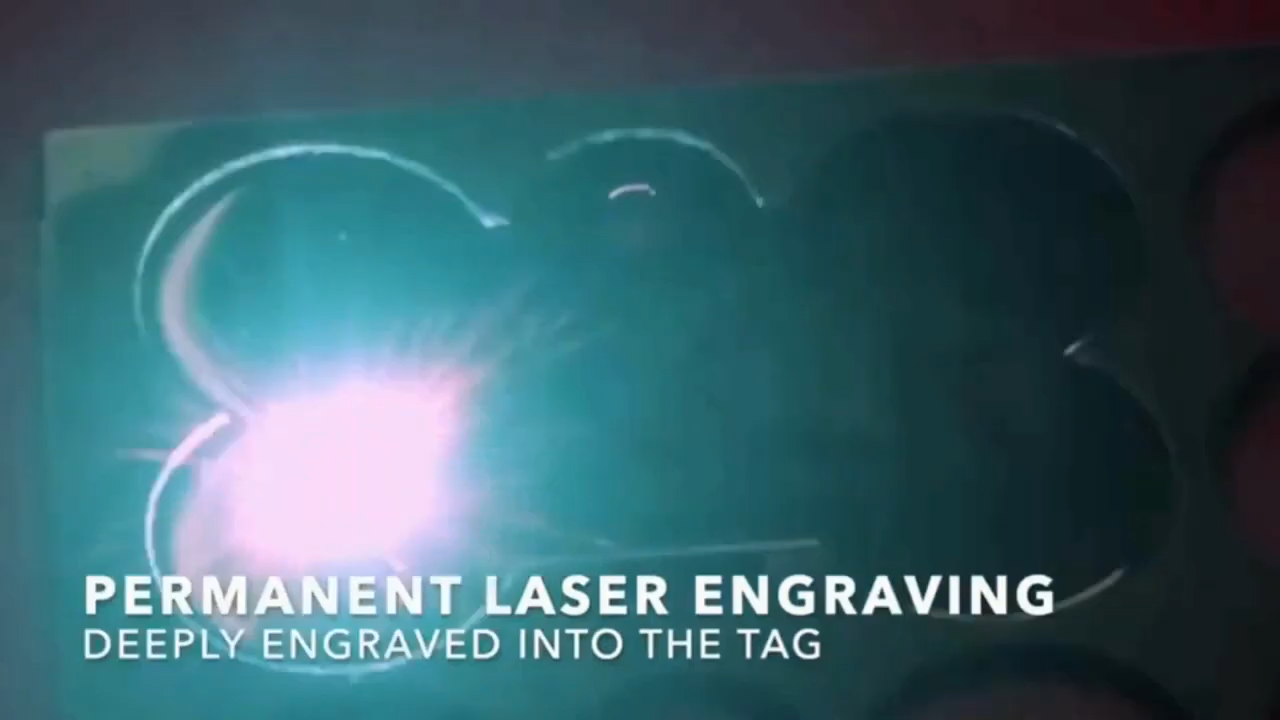 PERMANENT LASER ENGRAVING
DEEPLY ENGRAVED INTO THE TAG